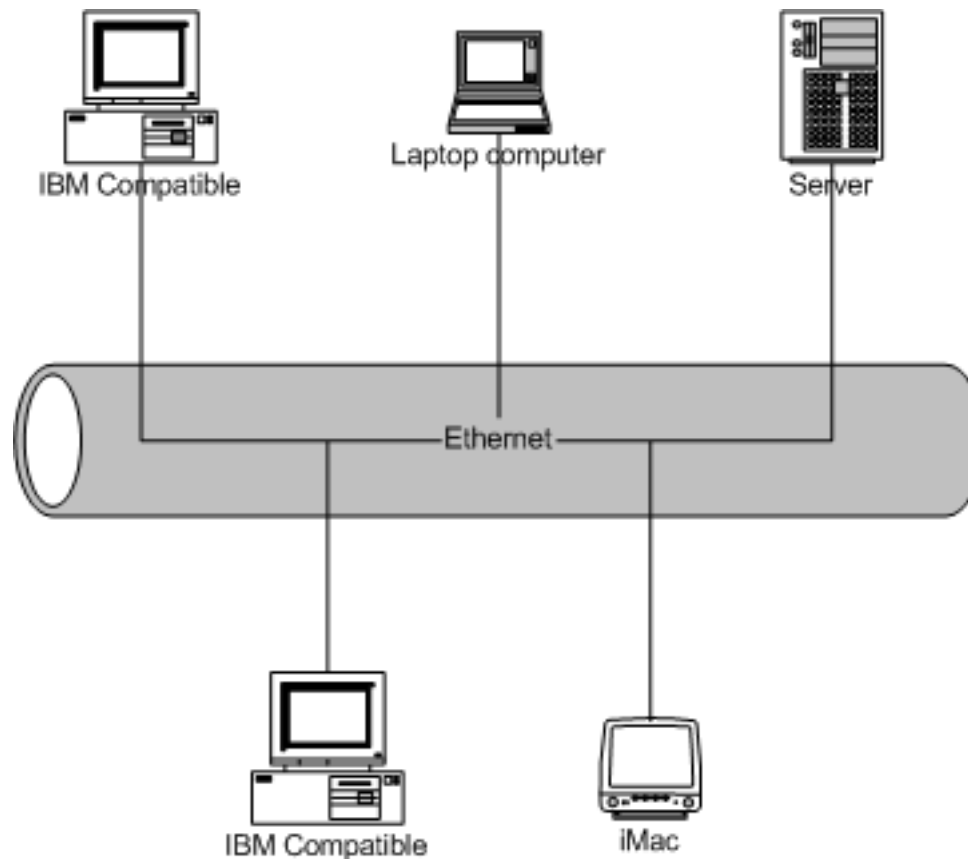 IBM Compatible
Laptop computer
Server
Ethernet
IBM Compatible
iMac